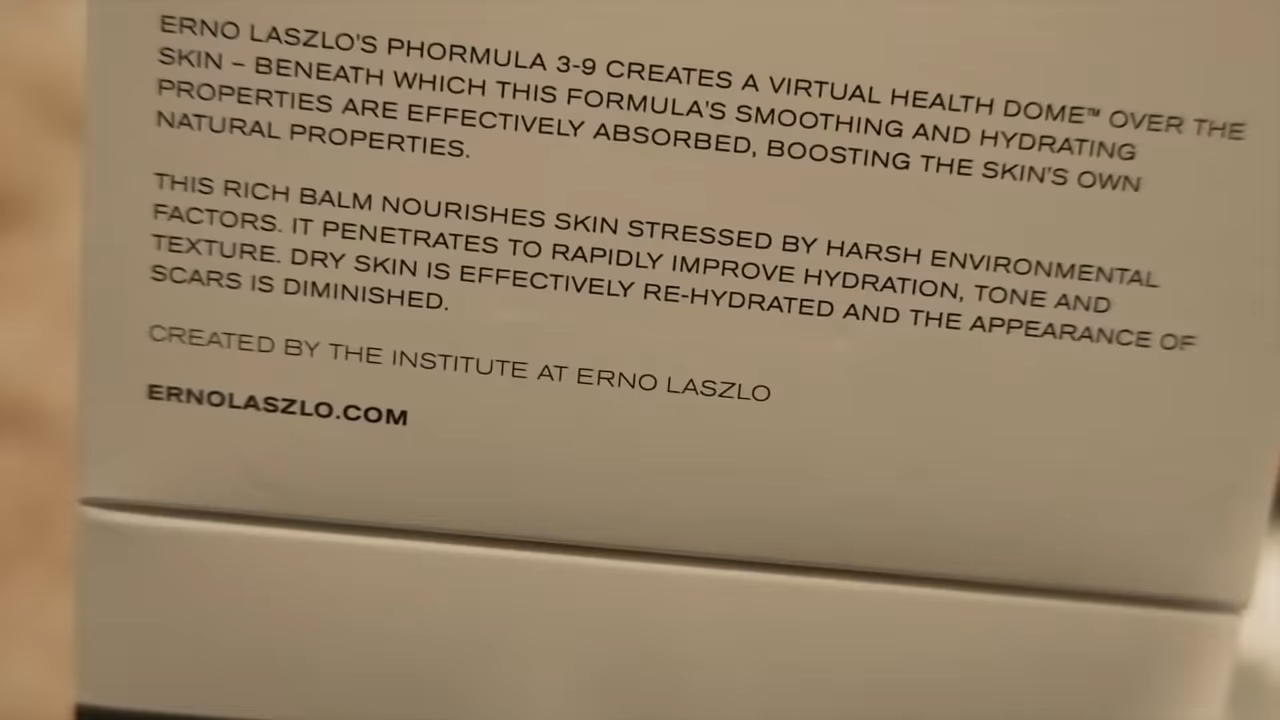 ERNO LASZLO'S PHORMULA 3-9 CREATES A VIRTUAL HEALTH DOME™ OVER THE
SKIN – BENEATH WHICH THIS FORMULA'S SMOOTHING AND HYDRATING
PROPERTIES ARE EFFECTIVELY ABSORBED, BOOSTING THE SKIN'S OWN
NATURAL PROPERTIES.
THIS RICH BALM NOURISHES SKIN STRESSED BY HARSH ENVIRONMENTAL
FACTORS. IT PENETRATES TO RAPIDLY IMPROVE HYDRATION, TONE AND
TEXTURE. DRY SKIN IS EFFECTIVELY RE-HYDRATED AND THE APPEARANCE OF
SCARS IS DIMINISHED.
CREATED BY THE INSTITUTE AT ERNO LASZLO
ERNOLASZLO.COM